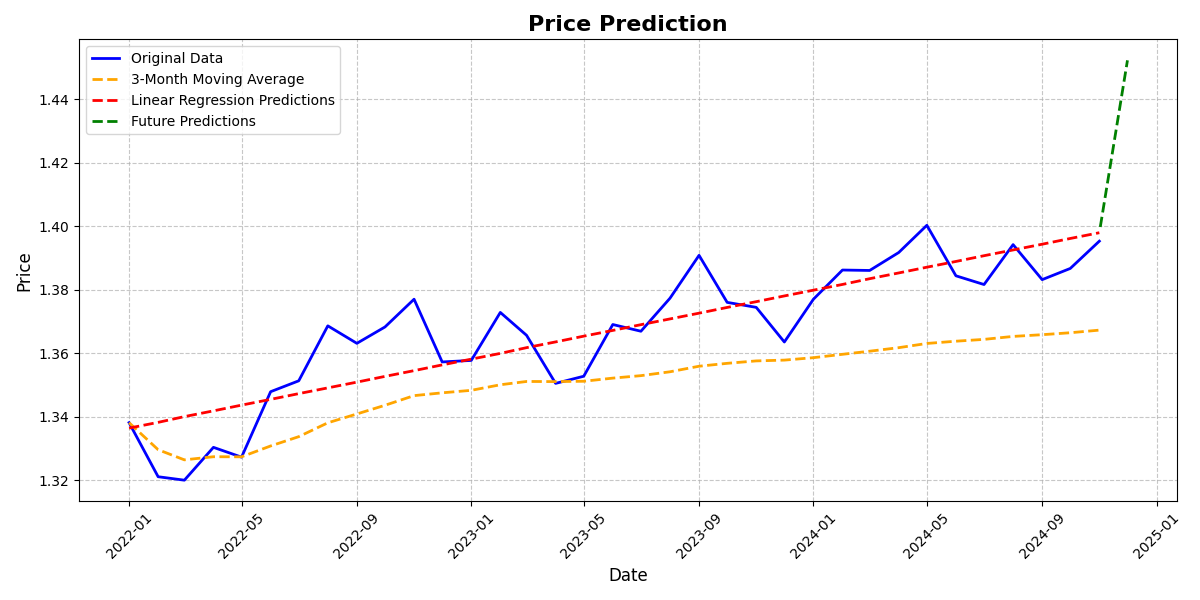 Price Prediction
Original Data
3-Month Moving Average
Linear Regression Predictions
Future Predictions
Price
1.44
1.42
1.40
1.38
1.36
1.34
1.32
2022-01
2022-05
2022-09
2023-01
2023-05
2023-09
2024-01
2024-05
2024-09
2025-01
Date